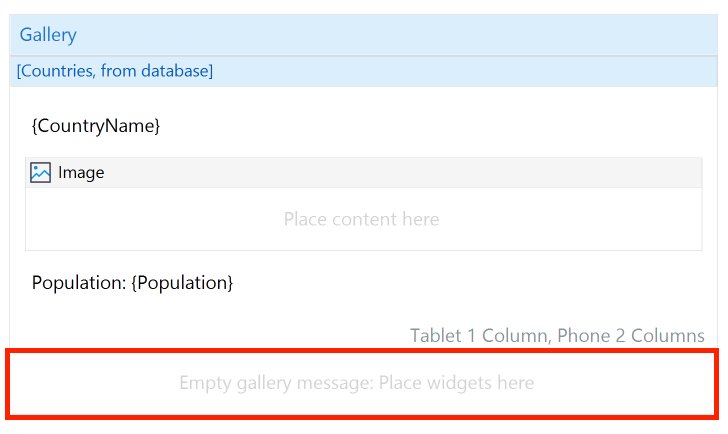 Gallery
[Countries, from database]
{CountryName}
Image
Place content here
Population: {Population}
Tablet 1 Column, Phone 2 Columns
Empty gallery message: Place widgets here